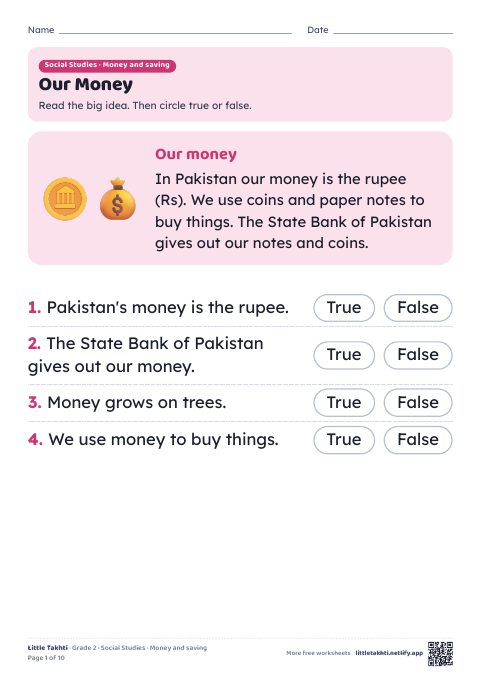 Name Date
Social Studies · Money and saving
Our Money
Read the big idea. Then circle true or false.
Our money
In Pakistan our money is the rupee
(Rs). We use coins and paper notes to
buy things. The State Bank of Pakistan
gives out our notes and coins.
$
1. Pakistan's money is the rupee. True False
2. The State Bank of Pakistan
gives out our money. True False
3. Money grows on trees. True False
4. We use money to buy things. True False
Little Takhti · Grade 2 · Social Studies · Money and saving
Page 1 of 10
More free worksheets · littletakhti.netlify.app